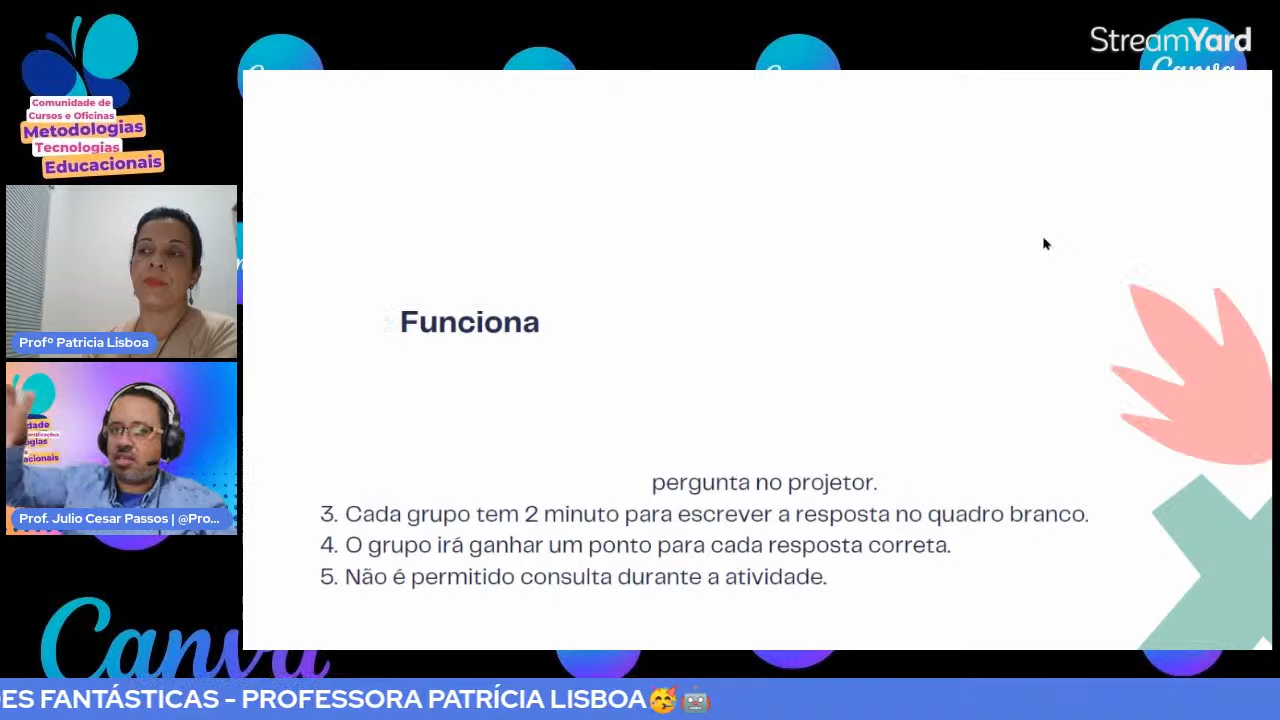 StreamYard
Canva
Comunidade de
Cursos e Oficinas
Metodologias
Tecnologias
Educacionais
Profº Patricia Lisboa
Prof. Julio Cesar Passos | @Pro...
Funciona
pergunta no projetor.
3. Cada grupo tem 2 minuto para escrever a resposta no quadro branco.
4. O grupo irá ganhar um ponto para cada resposta correta.
5. Não é permitido consulta durante a atividade.
Canva
DES FANTÁSTICAS - PROFESSORA PATRÍCIA LISBOA🥳🤖